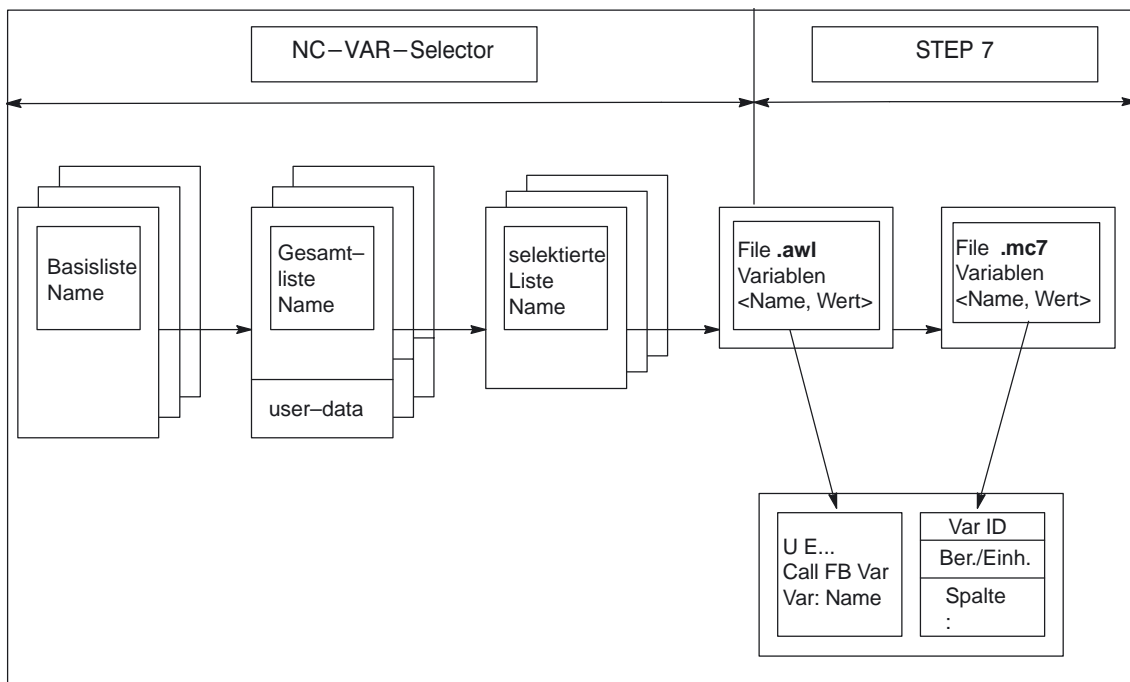 NC–VAR–Selector
STEP 7
Basisliste
Name
Gesamt–
liste
Name
user–data
selektierte
Liste
Name
File .awl
Variablen
<Name, Wert>
File .mc7
Variablen
<Name, Wert>
U E...
Call FB Var
Var: Name
Var ID
Ber./Einh.
Spalte
: